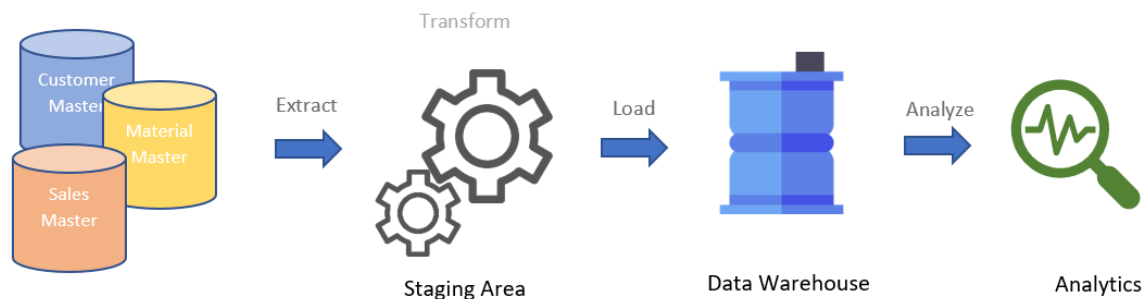 Transform
Customer
Master
Material
Master
Sales
Master
Extract
Load
Analyze
Staging Area
Data Warehouse
Analytics